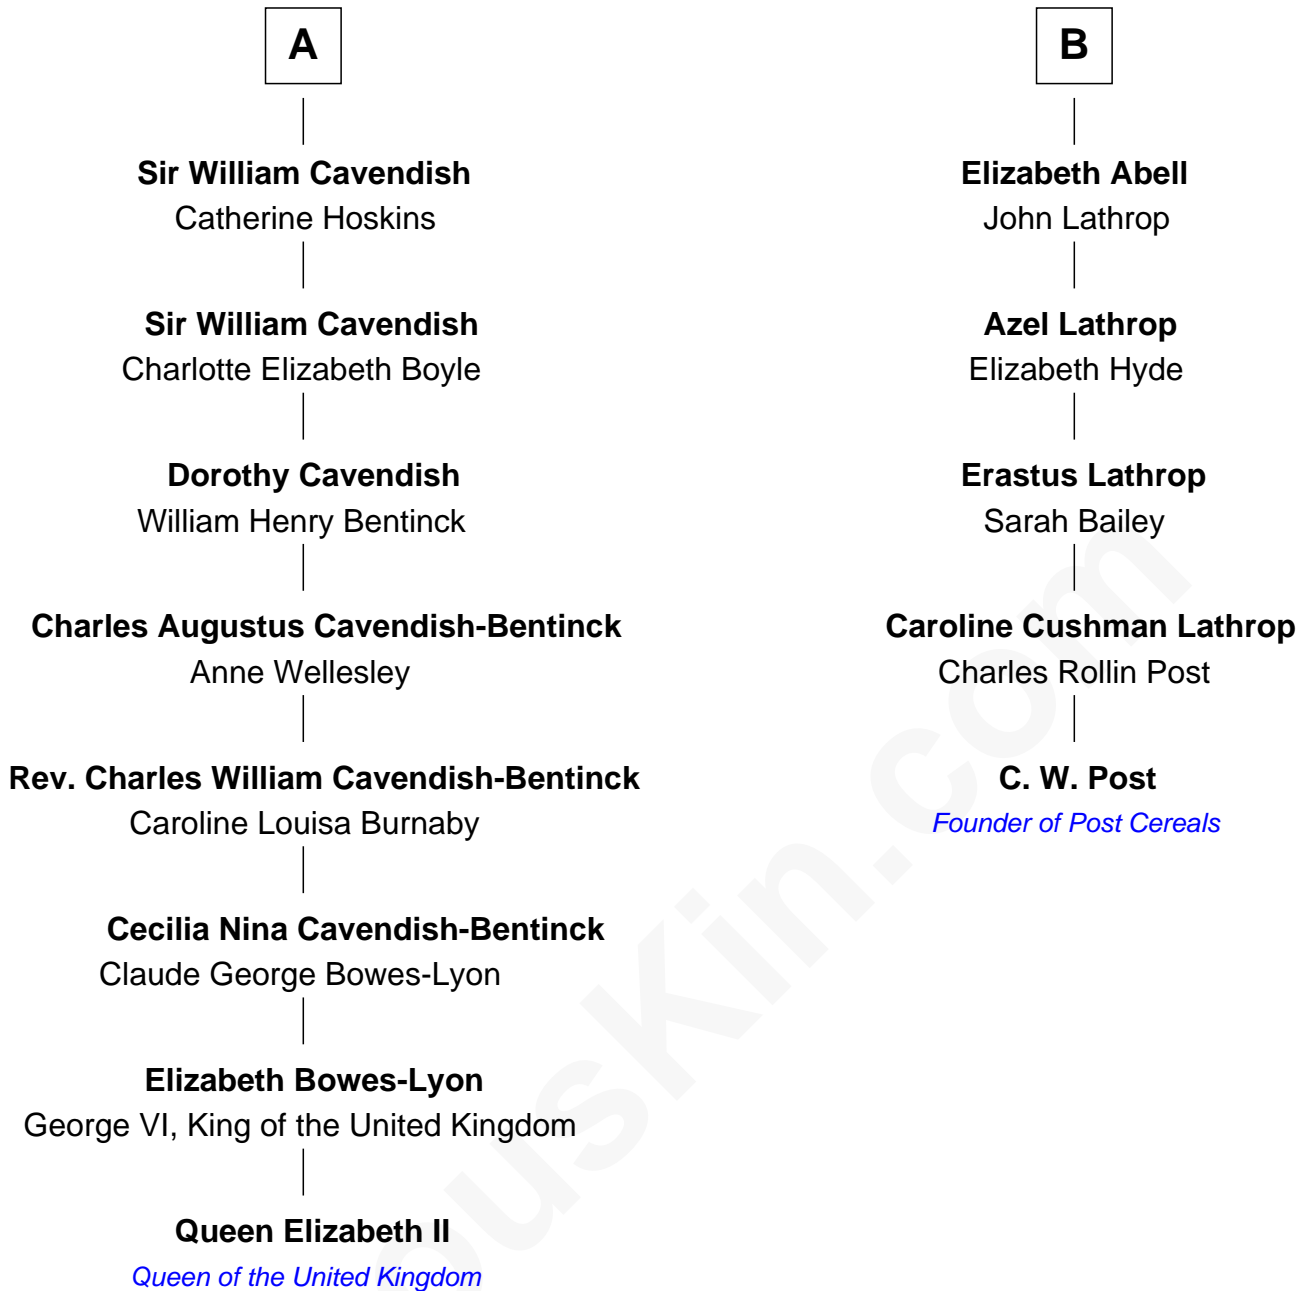 A
Sir William Cavendish
Catherine Hoskins
Sir William Cavendish
Charlotte Elizabeth Boyle
Dorothy Cavendish
William Henry Bentinck
Charles Augustus Cavendish-Bentinck
Anne Wellesley
Rev. Charles William Cavendish-Bentinck
Caroline Louisa Burnaby
Cecilia Nina Cavendish-Bentinck
Claude George Bowes-Lyon
Elizabeth Bowes-Lyon
George VI, King of the United Kingdom
Queen Elizabeth II
Queen of the United Kingdom
B
Elizabeth Abell
John Lathrop
Azel Lathrop
Elizabeth Hyde
Erastus Lathrop
Sarah Bailey
Caroline Cushman Lathrop
Charles Rollin Post
C. W. Post
Founder of Post Cereals
ousKin.com